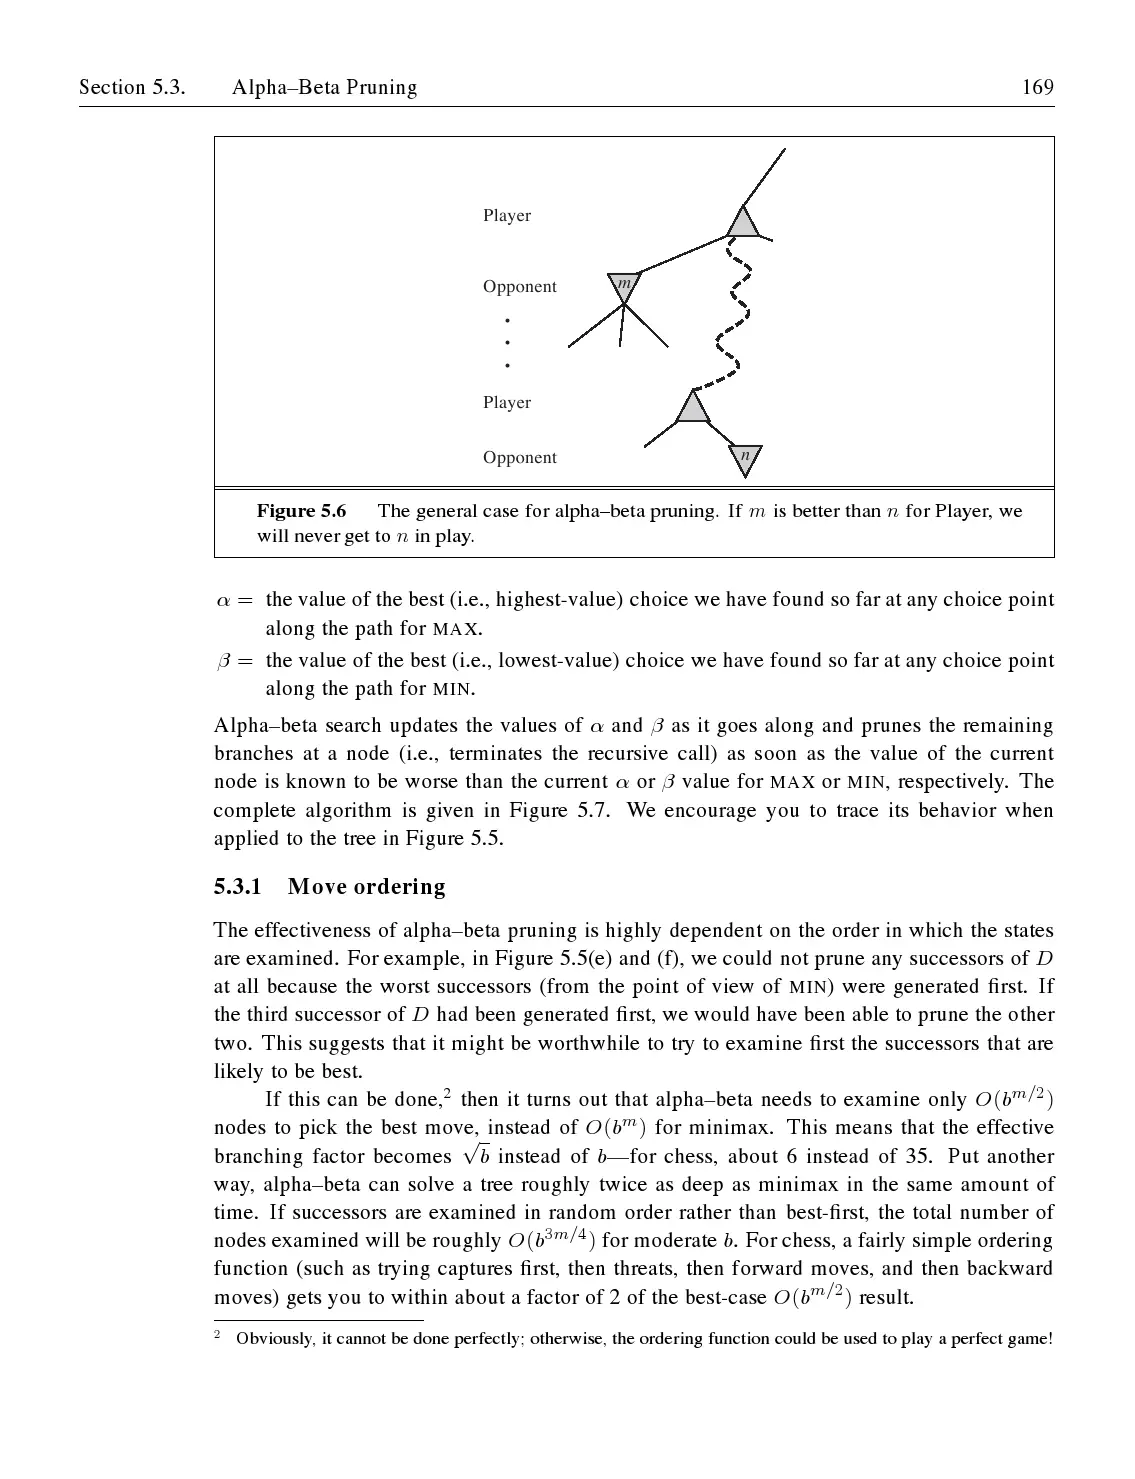 Section 5.3. Alpha–Beta Pruning 169
Player
Opponent
m
Player
Opponent
n
Figure 5.6 The general case for alpha–beta pruning. If m is better than n for Player, we
will never get to n in play.
α = the value of the best (i.e., highest-value) choice we have found so far at any choice point
along the path for MAX.
β = the value of the best (i.e., lowest-value) choice we have found so far at any choice point
along the path for MIN.
Alpha–beta search updates the values of α and β as it goes along and prunes the remaining
branches at a node (i.e., terminates the recursive call) as soon as the value of the current
node is known to be worse than the current α or β value for MAX or MIN, respectively. The
complete algorithm is given in Figure 5.7. We encourage you to trace its behavior when
applied to the tree in Figure 5.5.
5.3.1 Move ordering
The effectiveness of alpha–beta pruning is highly dependent on the order in which the states
are examined. For example, in Figure 5.5(e) and (f), we could not prune any successors of D
at all because the worst successors (from the point of view of MIN) were generated first. If
the third successor of D had been generated first, we would have been able to prune the other
two. This suggests that it might be worthwhile to try to examine first the successors that are
likely to be best.
If this can be done,² then it turns out that alpha–beta needs to examine only O(b^{m/2})
nodes to pick the best move, instead of O(b^m) for minimax. This means that the effective
branching factor becomes √b instead of b—for chess, about 6 instead of 35. Put another
way, alpha–beta can solve a tree roughly twice as deep as minimax in the same amount of
time. If successors are examined in random order rather than best-first, the total number of
nodes examined will be roughly O(b^{3m/4}) for moderate b. For chess, a fairly simple ordering
function (such as trying captures first, then threats, then forward moves, and then backward
moves) gets you to within about a factor of 2 of the best-case O(b^{m/2}) result.
² Obviously, it cannot be done perfectly; otherwise, the ordering function could be used to play a perfect game!